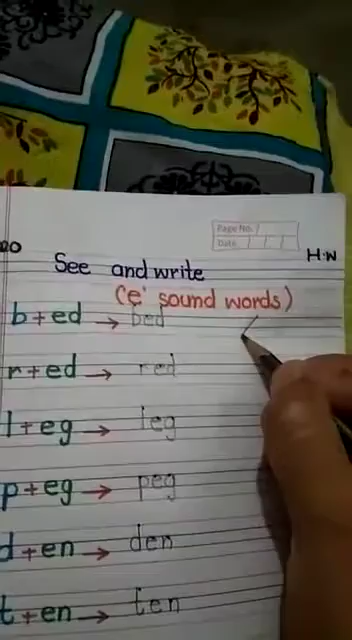 20
Page No.
Date / / /
H.W
See and write
('e' sound words)
b+ed → bed
r+ed → red
l+eg → leg
p+eg → peg
d+en → den
t+en → ten